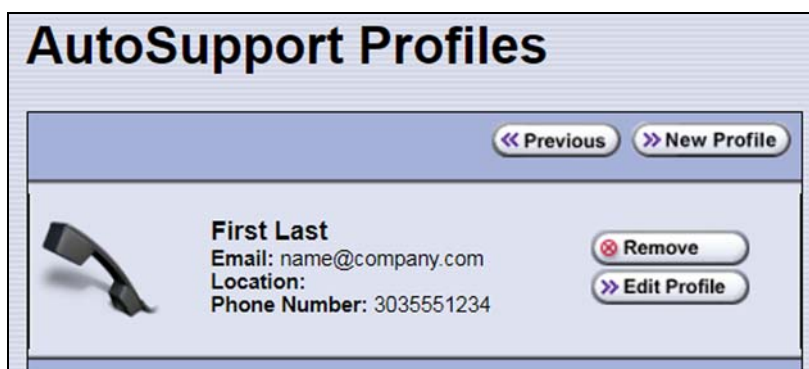 AutoSupport Profiles
Previous New Profile
First Last
Email: name@company.com
Location:
Phone Number: 3035551234
Remove
Edit Profile